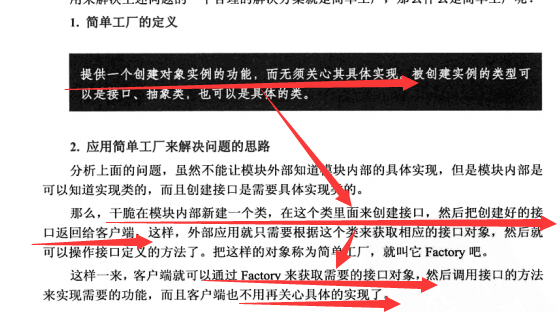 用来解决上述问题的一个合理的解决方案就是简单工厂，那么什么是简单工厂呢？
1. 简单工厂的定义
提供一个创建对象实例的功能，而无须关心其具体实现。被创建实例的类型可
以是接口、抽象类，也可以是具体的类。
2. 应用简单工厂来解决问题的思路
分析上面的问题，虽然不能让模块外部知道模块内部的具体实现，但是模块内部是
可以知道实现类的，而且创建接口是需要具体实现类的。
那么，干脆在模块内部新建一个类，在这个类里面来创建接口，然后把创建好的接
口返回给客户端。这样，外部应用就只需要根据这个类来获取相应的接口对象，然后就
可以操作接口定义的方法了。把这样的对象称为简单工厂，就叫它 Factory 吧。
这样一来，客户端就可以通过 Factory 来获取需要的接口对象，然后调用接口的方法
来实现需要的功能，而且客户端也不用再关心具体的实现了。